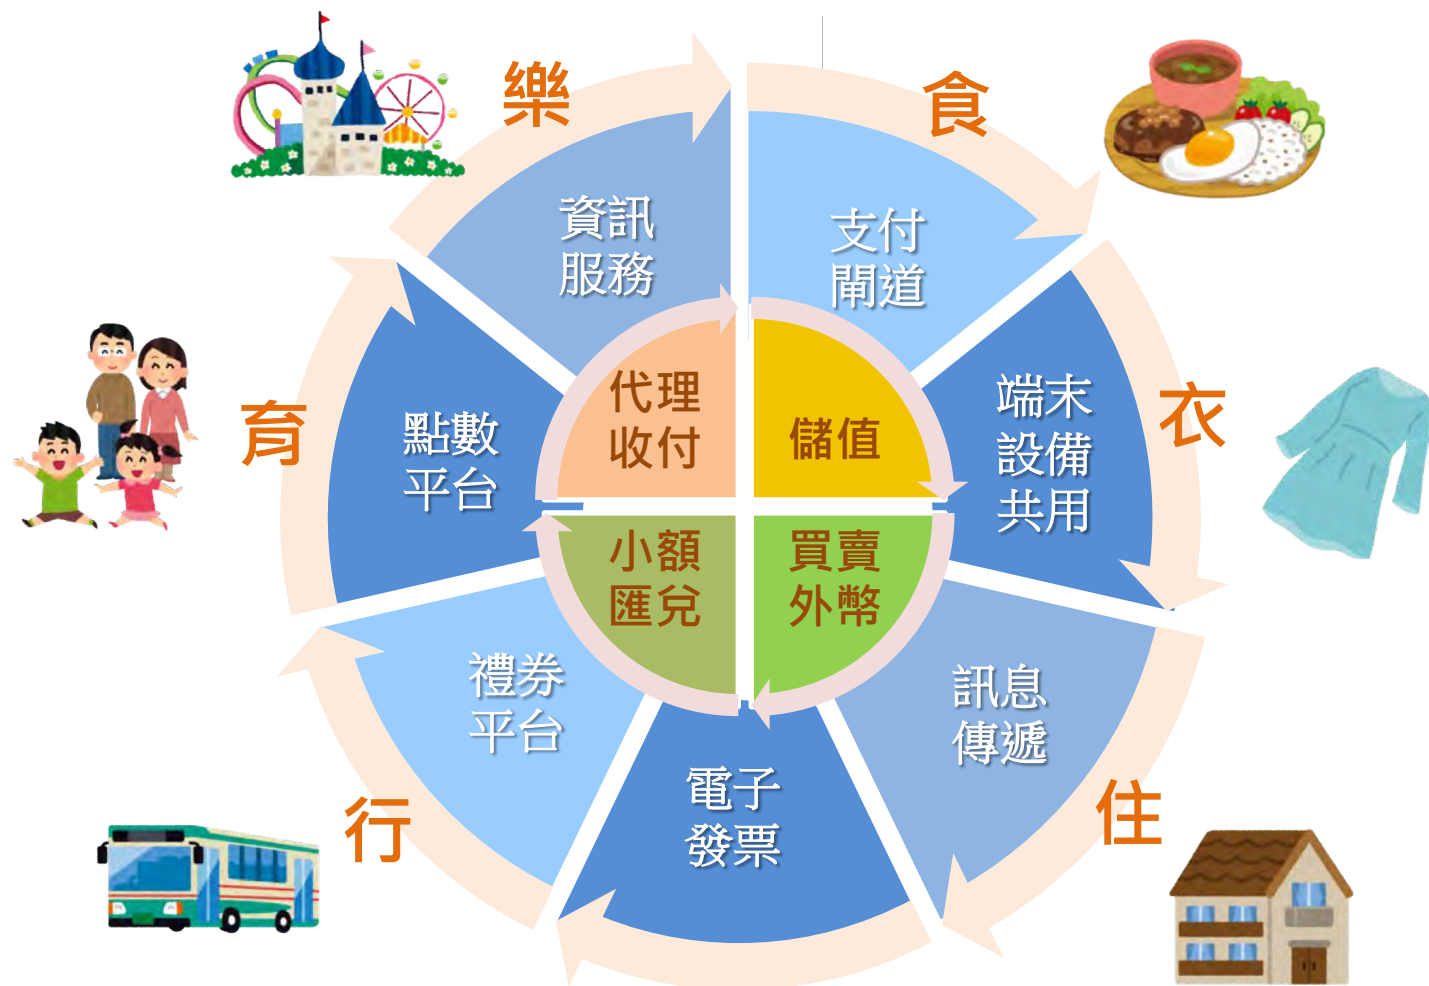 樂
食
資訊
服務
支付
閘道
代理
收付
儲值
端末
設備
共用
衣
育
點數
平台
小額
匯兌
買賣
外幣
禮券
平台
訊息
傳遞
電子
發票
行
住